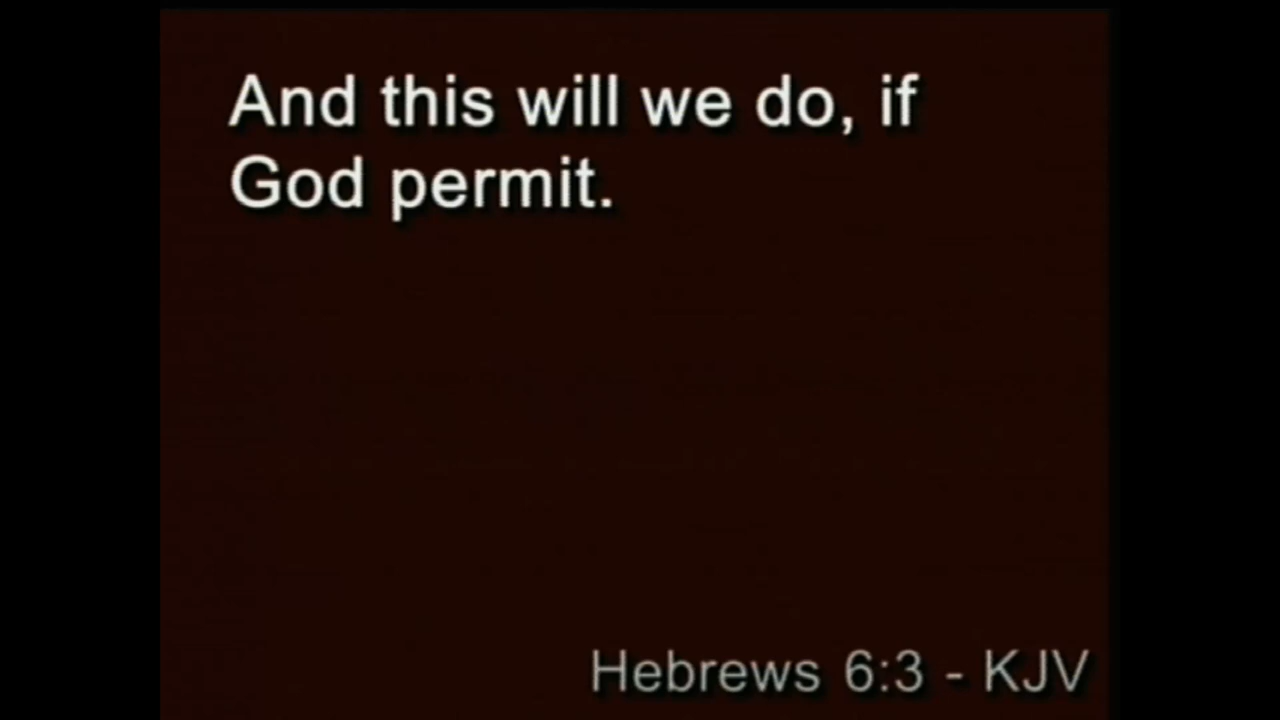 And this will we do, if
God permit.
Hebrews 6:3 - KJV